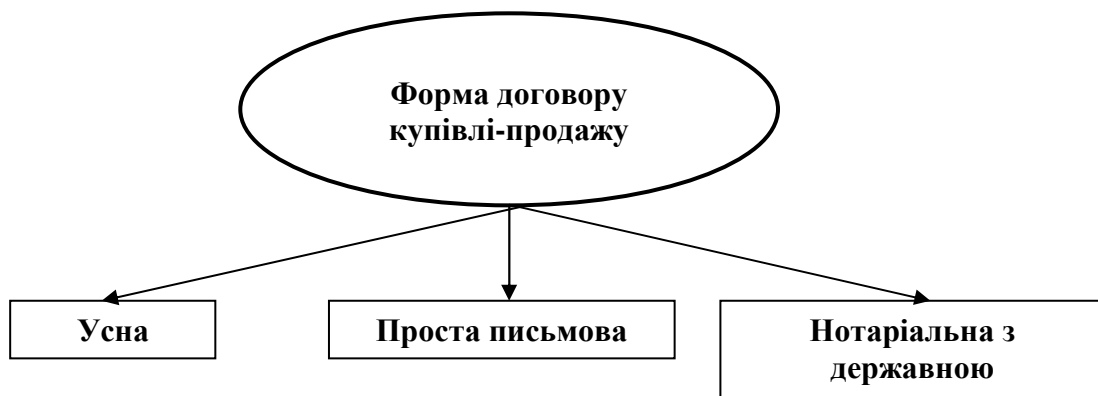 Форма договору
купівлі-продажу
Усна
Проста письмова
Нотаріальна з
державною